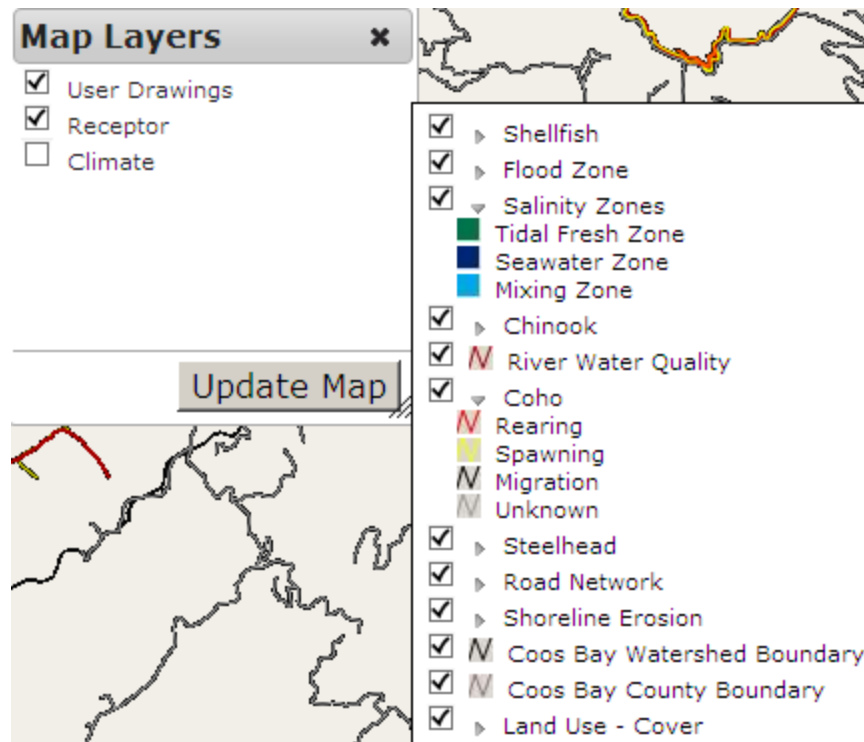 Map Layers
User Drawings
Receptor
Climate
Update Map
Shellfish
Flood Zone
Salinity Zones
Tidal Fresh Zone
Seawater Zone
Mixing Zone
Chinook
River Water Quality
Coho
Rearing
Spawning
Migration
Unknown
Steelhead
Road Network
Shoreline Erosion
Coos Bay Watershed Boundary
Coos Bay County Boundary
Land Use - Cover